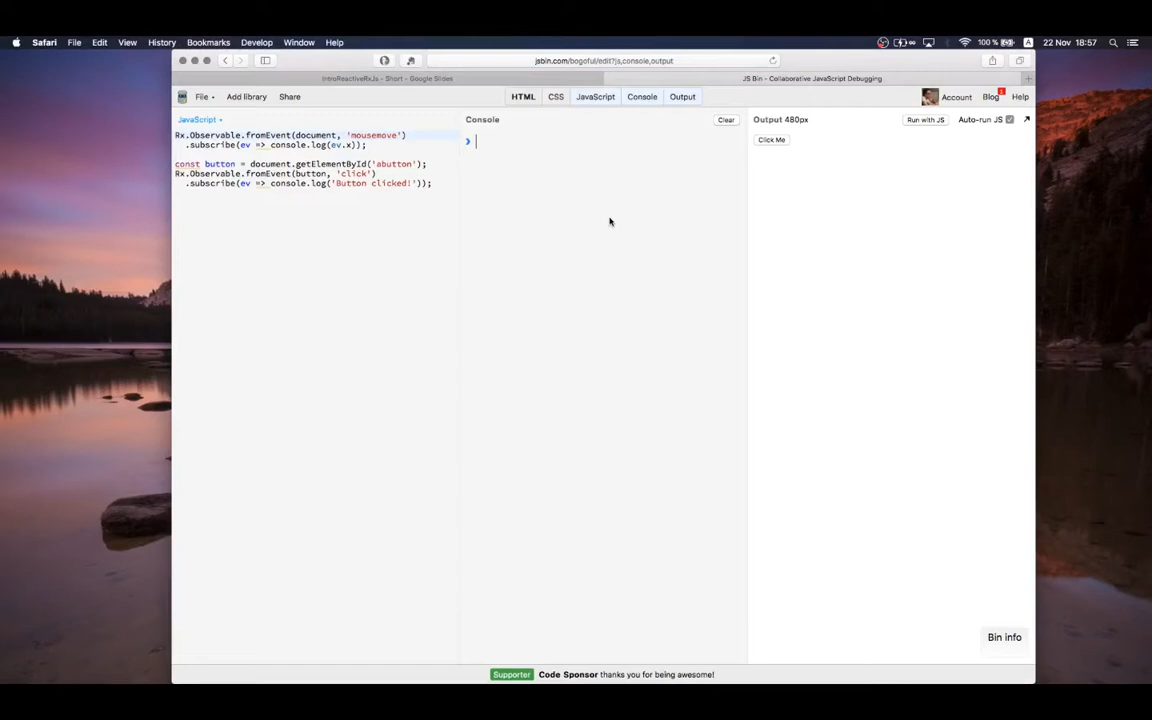 Safari File Edit View History Bookmarks Develop Window Help
100 % A 22 Nov 18:57
jsbin.com/bogoful/edit?js,console,output
IntroReactiveRxJs - Short - Google Slides
JS Bin - Collaborative JavaScript Debugging
File Add library Share
HTML CSS JavaScript Console Output
Account Blog 1 Help
JavaScript
Rx.Observable.fromEvent(document, 'mousemove')
.subscribe(ev => console.log(ev.x));
const button = document.getElementById('abutton');
Rx.Observable.fromEvent(button, 'click')
.subscribe(ev => console.log('Button clicked!'));
Console Clear
Output 480px Run with JS Auto-run JS
Click Me
Bin info
Supporter Code Sponsor thanks you for being awesome!